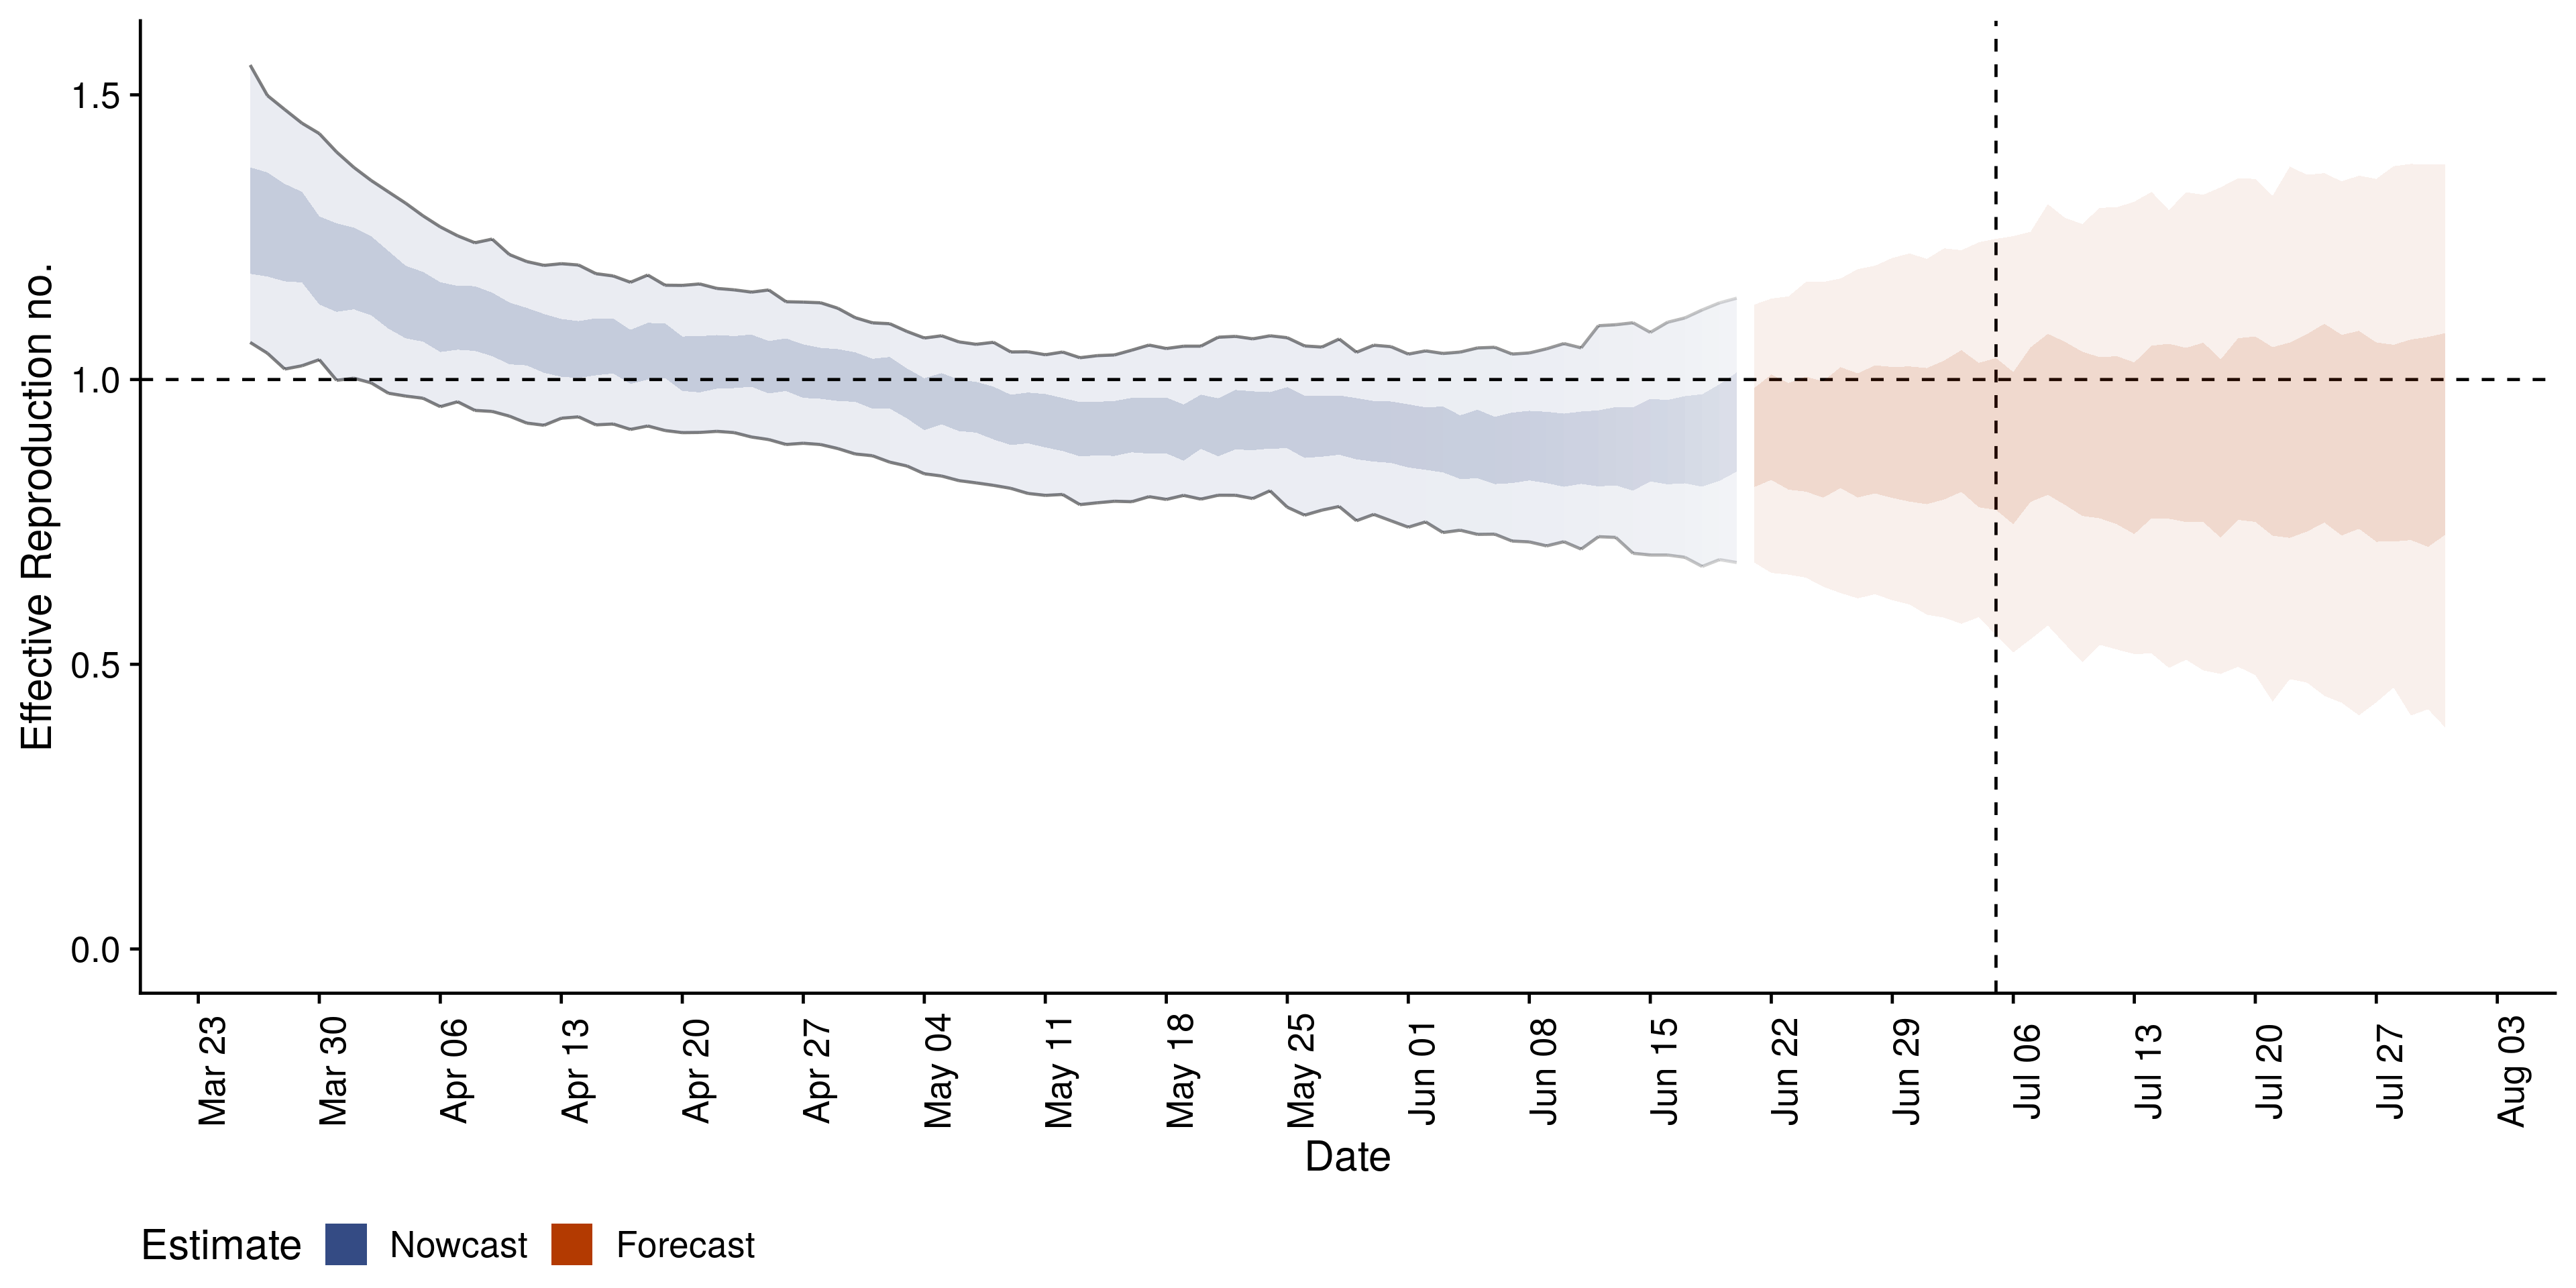 Effective Reproduction no.
1.5
1.0
0.5
0.0
Mar 23
Mar 30
Apr 06
Apr 13
Apr 20
Apr 27
May 04
May 11
May 18
May 25
Jun 01
Jun 08
Jun 15
Jun 22
Jun 29
Jul 06
Jul 13
Jul 20
Jul 27
Aug 03
Date
Estimate Nowcast Forecast